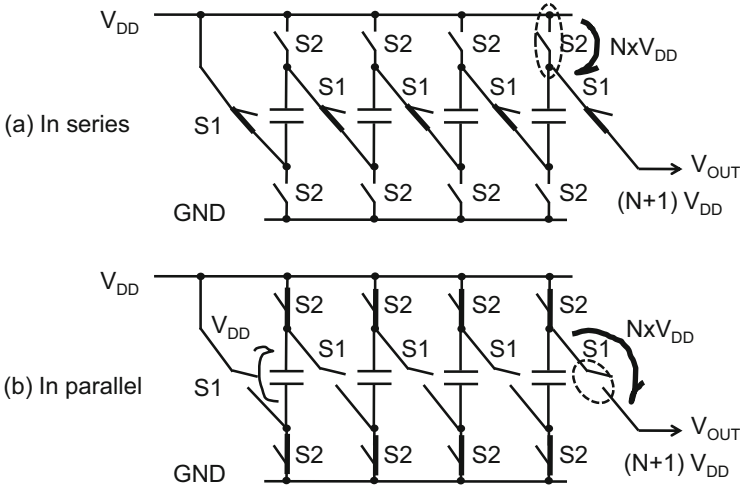 V_DD
S2 S2 S2 S2 S2 NxV_DD
S1 S1 S1 S1 S1
(a) In series
S1
V_OUT
S2 S2 S2 S2
GND
(N+1) V_DD
V_DD
S2 S2 S2 S2
V_DD
NxV_DD
S1 S1 S1 S1
(b) In parallel
S1
V_OUT
S2 S2 S2 S2
GND
(N+1) V_DD